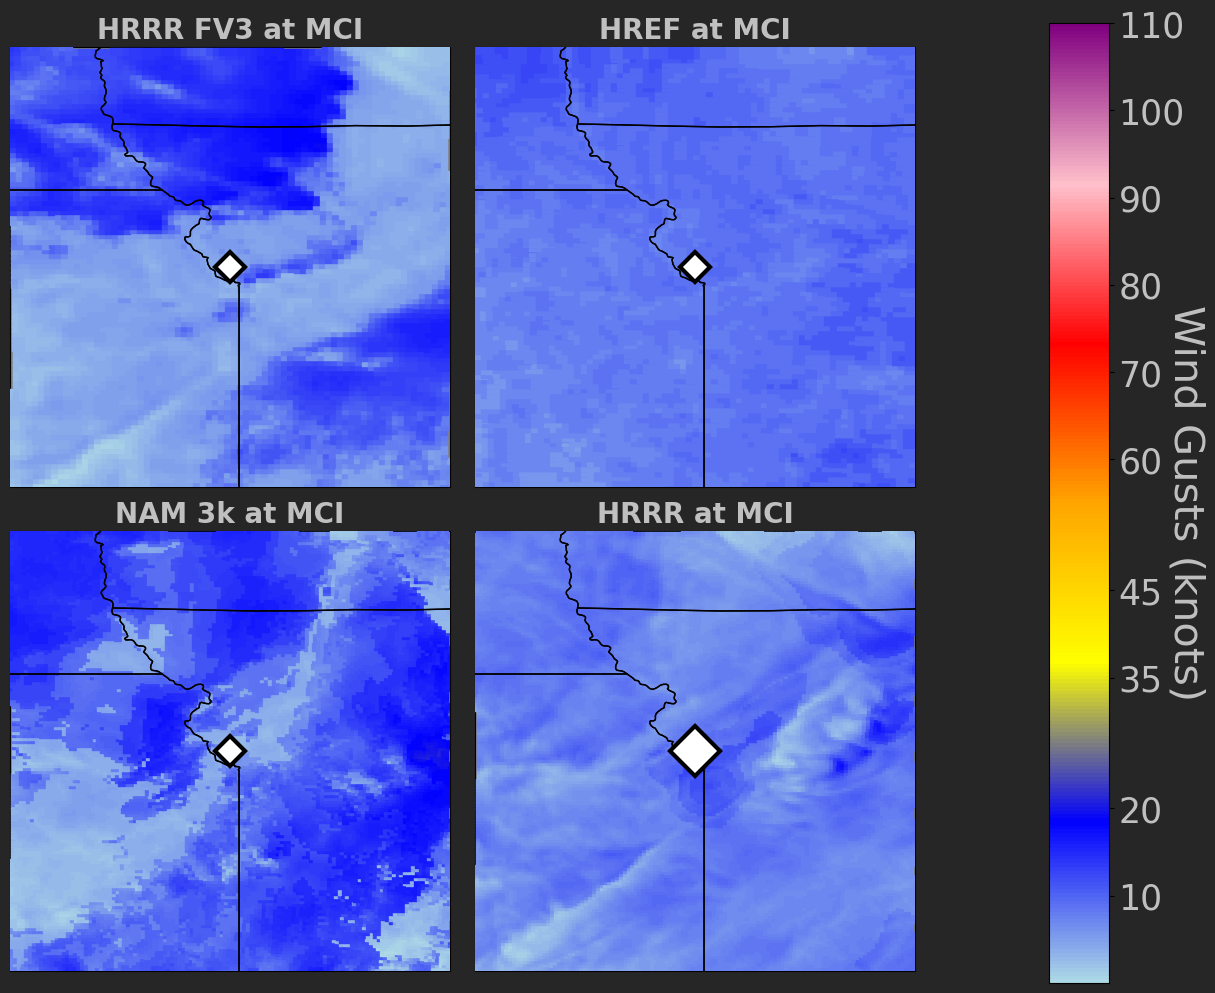 HRRR FV3 at MCI
HREF at MCI
NAM 3k at MCI
HRRR at MCI
110
100
90
80
70
60
45
35
20
10
Wind Gusts (knots)